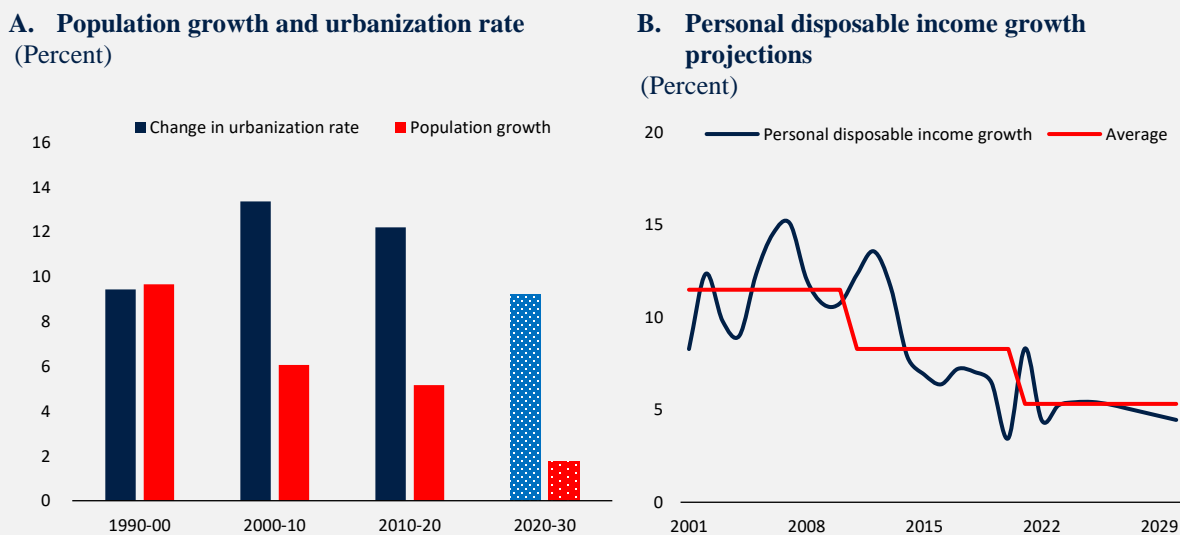 A. Population growth and urbanization rate
(Percent)
Change in urbanization rate
Population growth
16
14
12
10
8
6
4
2
0
1990-00
2000-10
2010-20
2020-30
B. Personal disposable income growth
projections
(Percent)
Personal disposable income growth
Average
20
15
10
5
0
2001
2008
2015
2022
2029